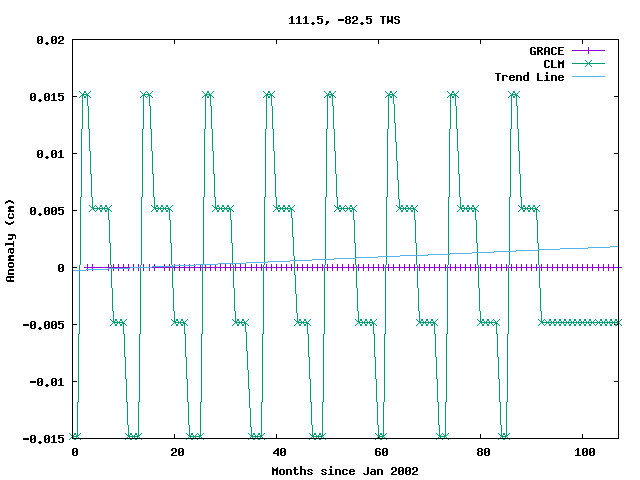 111.5, -82.5 TWS
GRACE
CLM
Trend Line
Anomaly (cm)
0.02
0.015
0.01
0.005
0
-0.005
-0.01
-0.015
0 20 40 60 80 100
Months since Jan 2002